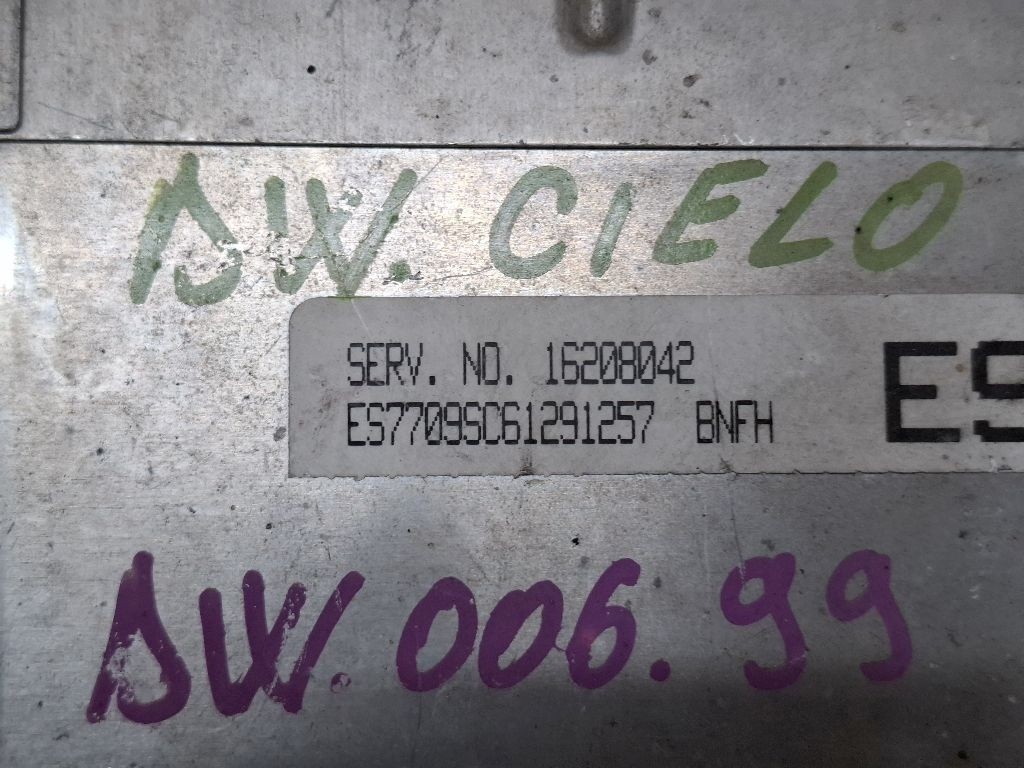 DW. CIELO
SERV. NO. 16208042
ES7709SC61291257 BNFH
ES
DW. 006. 99